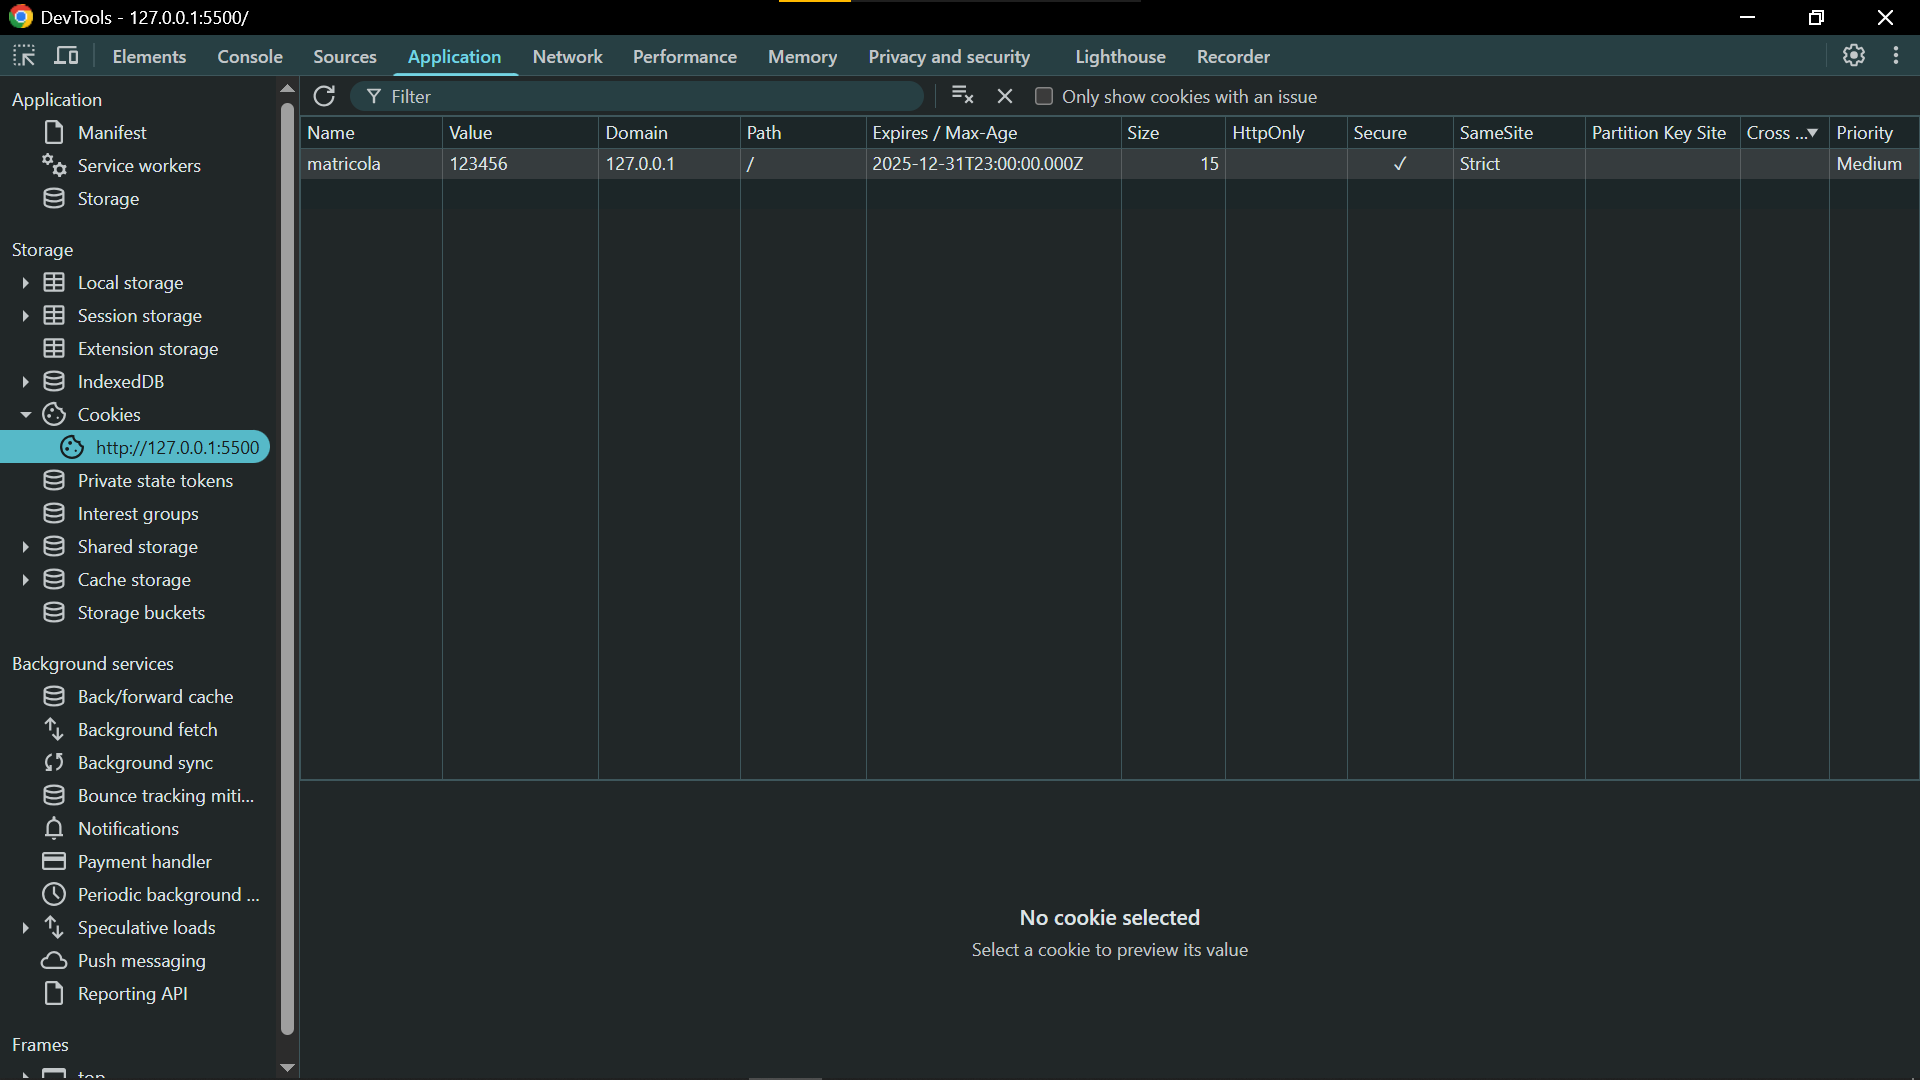 DevTools - 127.0.0.1:5500/
Elements Console Sources Application Network Performance Memory Privacy and security Lighthouse Recorder
Application
Manifest
Service workers
Storage
Storage
Local storage
Session storage
Extension storage
IndexedDB
Cookies
http://127.0.0.1:5500
Private state tokens
Interest groups
Shared storage
Cache storage
Storage buckets
Background services
Back/forward cache
Background fetch
Background sync
Bounce tracking miti...
Notifications
Payment handler
Periodic background ...
Speculative loads
Push messaging
Reporting API
Frames
top
Filter Only show cookies with an issue
Name Value Domain Path Expires / Max-Age Size HttpOnly Secure SameSite Partition Key Site Cross ... Priority
matricola 123456 127.0.0.1 / 2025-12-31T23:00:00.000Z 15 ✓ Strict Medium
No cookie selected
Select a cookie to preview its value